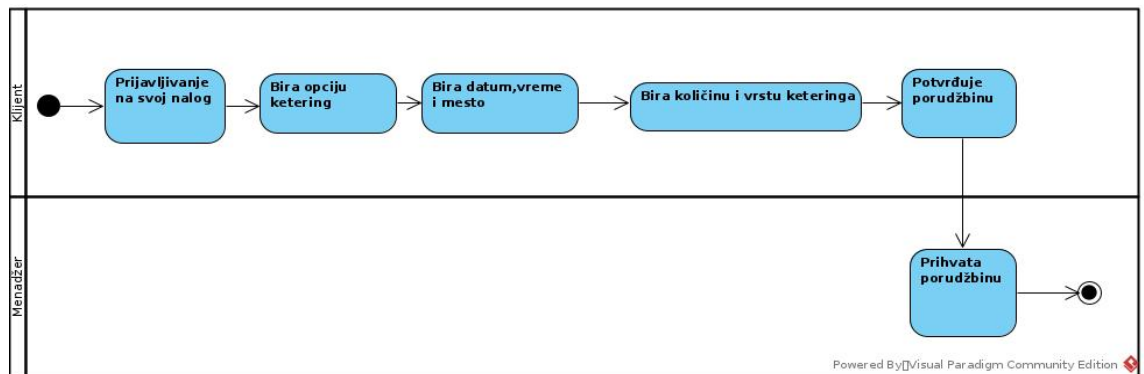 Klijent
Prijavljivanje
na svoj nalog
Bira opciju
ketering
Bira datum,vreme
i mesto
Bira količinu i vrstu keteringa
Potvrđuje
porudžbinu
Menadžer
Prihvata
porudžbinu
Powered By▯Visual Paradigm Community Edition